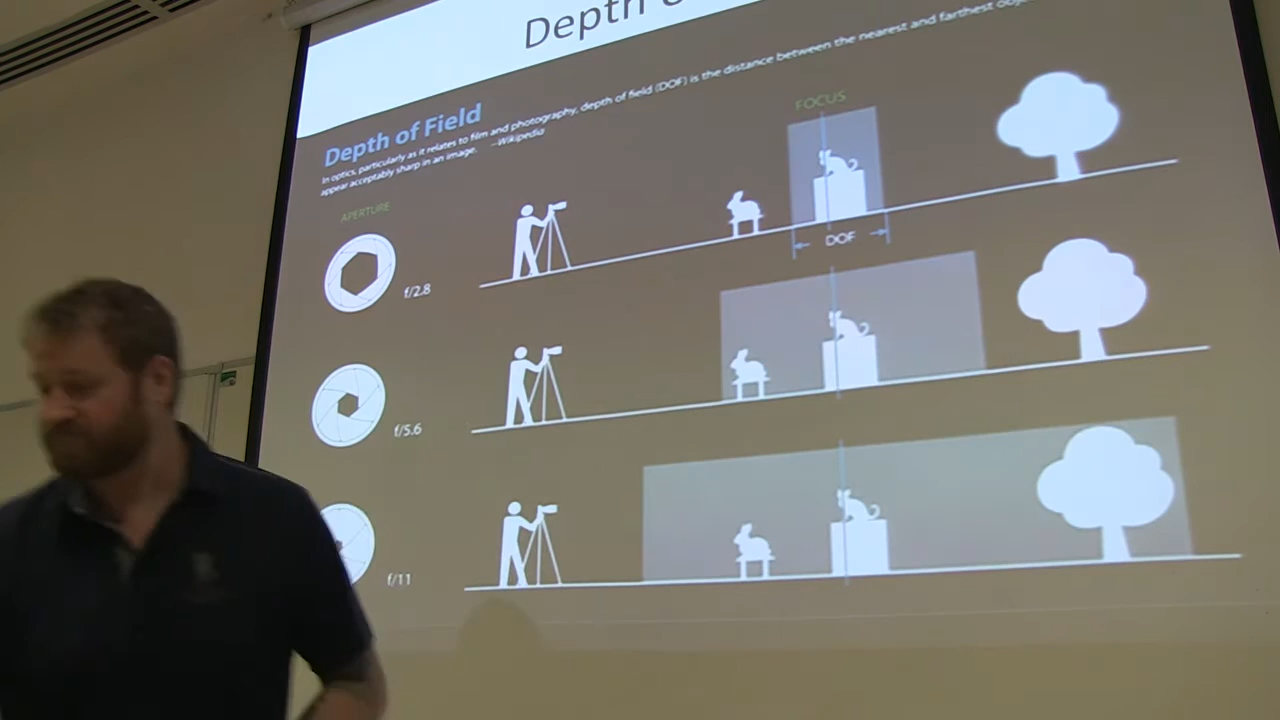 Depth
Depth of Field
In optics, particularly as it relates to film and photography, depth of field (DOF) is the distance between the nearest and farthest
appear acceptably sharp in an image. –Wikipedia
FOCUS
APERTURE
DOF
f/2.8
f/5.6
f/11